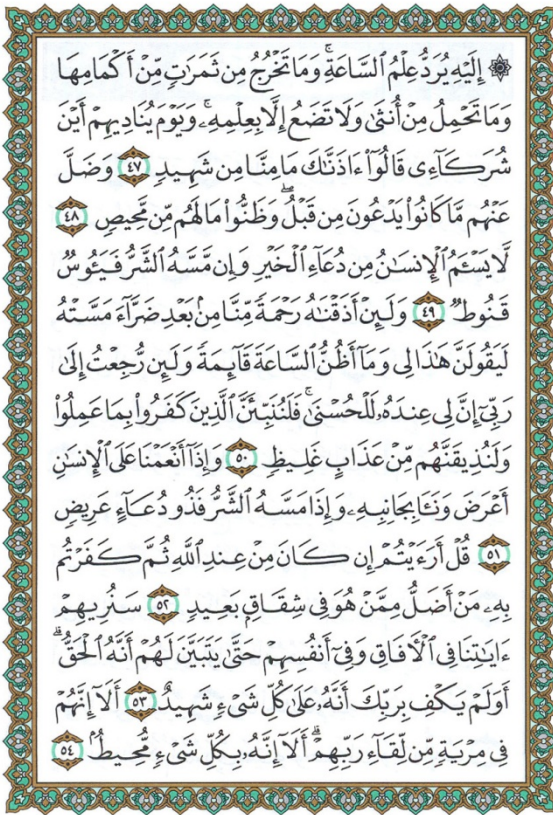 ۞ إِلَيْهِ يُرَدُّ عِلْمُ ٱلسَّاعَةِۚ وَمَا تَخْرُجُ مِن ثَمَرَٰتٍ مِّنْ أَكْمَامِهَا
وَمَا تَحْمِلُ مِنْ أُنثَىٰ وَلَا تَضَعُ إِلَّا بِعِلْمِهِۦۚ وَيَوْمَ يُنَادِيهِمْ أَيْنَ
شُرَكَآءِى قَالُوٓا۟ ءَاذَنَّٰكَ مَا مِنَّا مِن شَهِيدٍ ٤٧ وَضَلَّ
عَنْهُم مَّا كَانُوا۟ يَدْعُونَ مِن قَبْلُۖ وَظَنُّوا۟ مَا لَهُم مِّن مَّحِيصٍ ٤٨
لَّا يَسْـَٔمُ ٱلْإِنسَٰنُ مِن دُعَآءِ ٱلْخَيْرِ وَإِن مَّسَّهُ ٱلشَّرُّ فَيَـُٔوسٌ
قَنُوطٌ ٤٩ وَلَئِنْ أَذَقْنَٰهُ رَحْمَةً مِّنَّا مِنۢ بَعْدِ ضَرَّآءَ مَسَّتْهُ
لَيَقُولَنَّ هَٰذَا لِى وَمَآ أَظُنُّ ٱلسَّاعَةَ قَآئِمَةً وَلَئِن رُّجِعْتُ إِلَىٰ
رَبِّىٓ إِنَّ لِى عِندَهُۥ لَلْحُسْنَىٰۚ فَلَنُنَبِّئَنَّ ٱلَّذِينَ كَفَرُوا۟ بِمَا عَمِلُوا۟
وَلَنُذِيقَنَّهُم مِّنْ عَذَابٍ غَلِيظٍ ٥٠ وَإِذَآ أَنْعَمْنَا عَلَى ٱلْإِنسَٰنِ
أَعْرَضَ وَنَـَٔا بِجَانِبِهِۦ وَإِذَا مَسَّهُ ٱلشَّرُّ فَذُو دُعَآءٍ عَرِيضٍ
٥١ قُلْ أَرَءَيْتُمْ إِن كَانَ مِنْ عِندِ ٱللَّهِ ثُمَّ كَفَرْتُم
بِهِۦ مَنْ أَضَلُّ مِمَّنْ هُوَ فِى شِقَاقٍۭ بَعِيدٍ ٥٢ سَنُرِيهِمْ
ءَايَٰتِنَا فِى ٱلْءَافَاقِ وَفِىٓ أَنفُسِهِمْ حَتَّىٰ يَتَبَيَّنَ لَهُمْ أَنَّهُ ٱلْحَقُّۗ
أَوَلَمْ يَكْفِ بِرَبِّكَ أَنَّهُۥ عَلَىٰ كُلِّ شَىْءٍ شَهِيدٌ ٥٣ أَلَآ إِنَّهُمْ
فِى مِرْيَةٍ مِّن لِّقَآءِ رَبِّهِمْۗ أَلَآ إِنَّهُۥ بِكُلِّ شَىْءٍ مُّحِيطٌۢ ٥٤